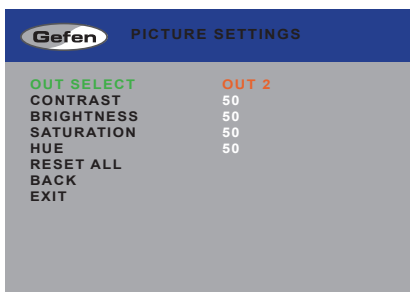 Gefen PICTURE SETTINGS
OUT SELECT OUT 2
CONTRAST 50
BRIGHTNESS 50
SATURATION 50
HUE 50
RESET ALL
BACK
EXIT